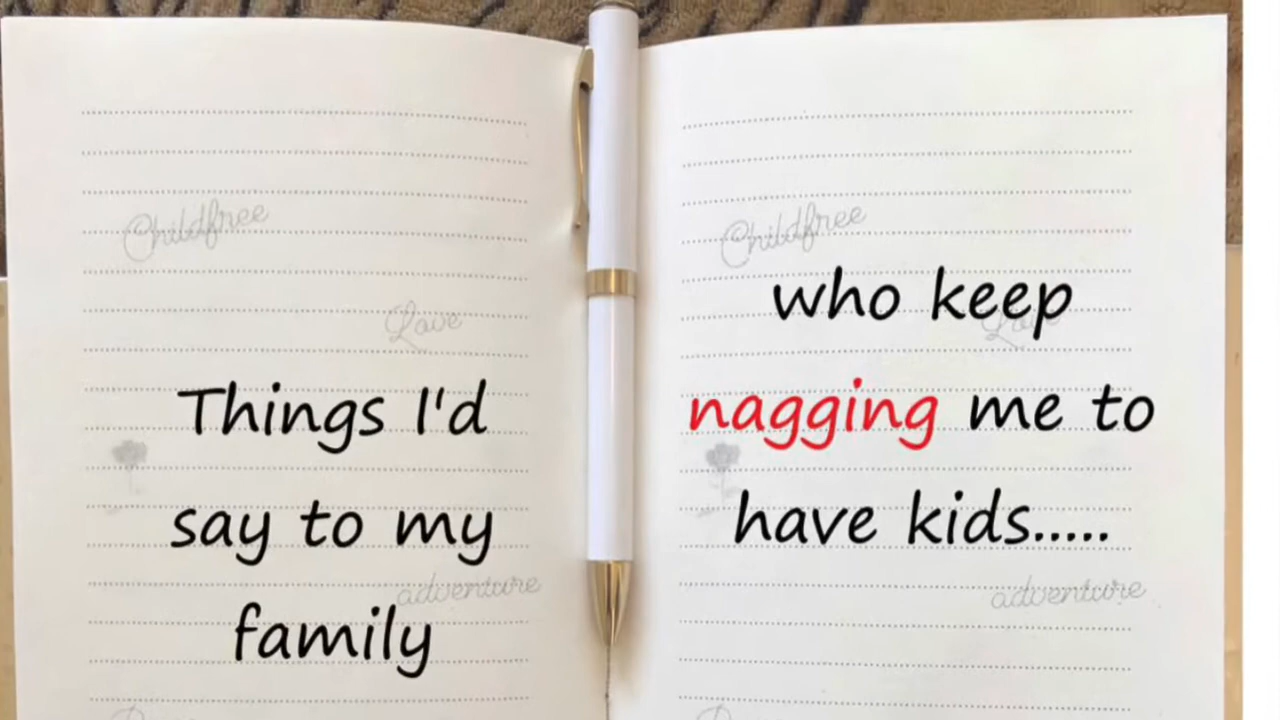 Childfree
Love
Things I'd
say to my
family
adventure
Childfree
who keep
Love
nagging me to
have kids.....
adventure